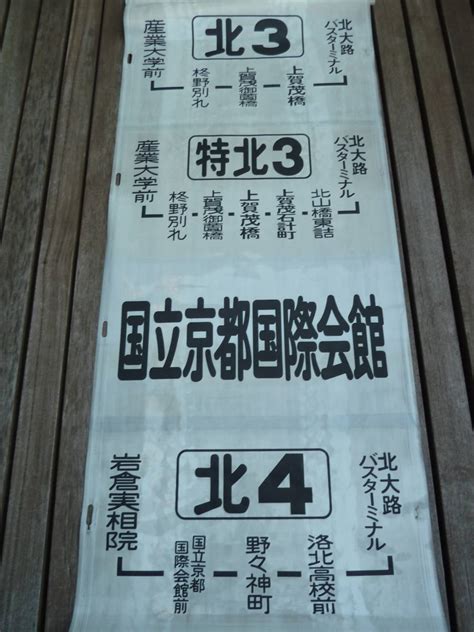 北3
北大路
バスターミナル
上賀茂橋
上賀茂御薗橋
柊野別れ
産業大学前
特北3
北大路
バスターミナル
北山橋東詰
上賀茂石計町
上賀茂橋
上賀茂御薗橋
柊野別れ
産業大学前
国立京都国際会館
北4
北大路
バスターミナル
洛北高校前
野々神町
国立京都
国際会館前
岩倉実相院